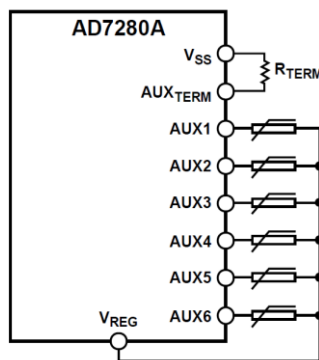 AD7280A
VSS
RTERM
AUXTERM
AUX1
AUX2
AUX3
AUX4
AUX5
AUX6
VREG